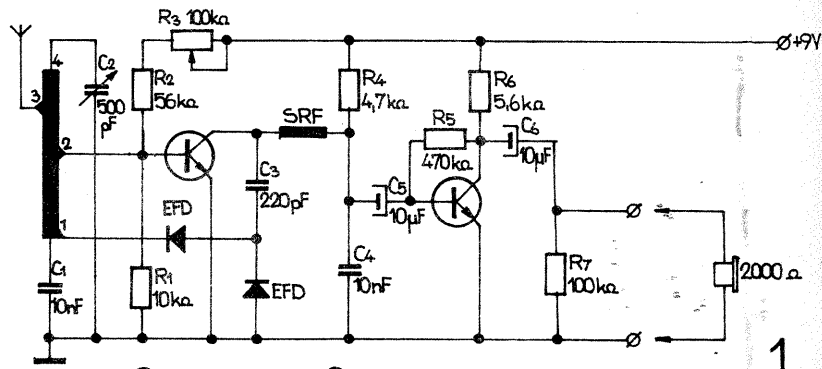 R3 100kΩ
+9V
4
C2
500
pF
3
R2
56kΩ
SRF
R4
4,7kΩ
R6
5,6kΩ
R5
470kΩ
C6
10µF
2
C3
220pF
C5
10µF
1
EFD
C1
10nF
R1
10kΩ
EFD
C4
10nF
R7
100kΩ
2000 Ω
1